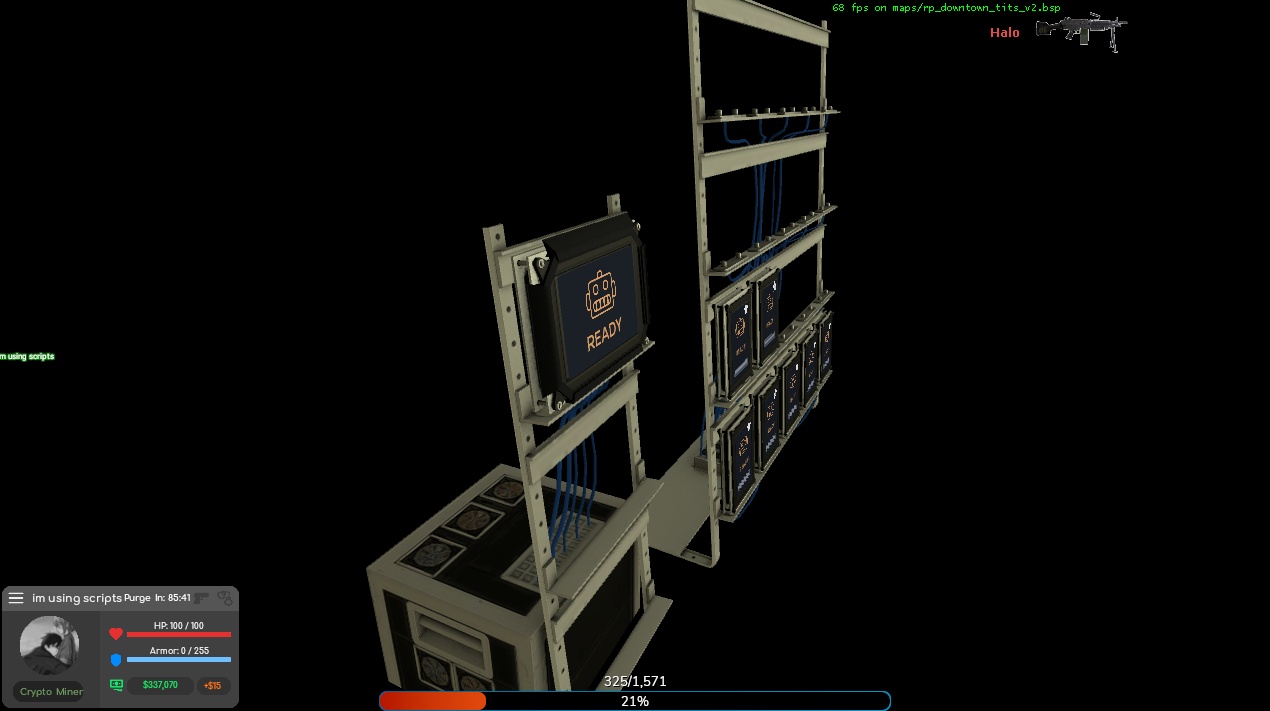 68 fps on maps/rp_downtown_tits_v2.bsp
Halo
READY
m using scripts
im using scripts Purge In: 85:41
HP: 100 / 100
Armor: 0 / 255
$337,070 +$15
Crypto Miner
325/1,571
21%